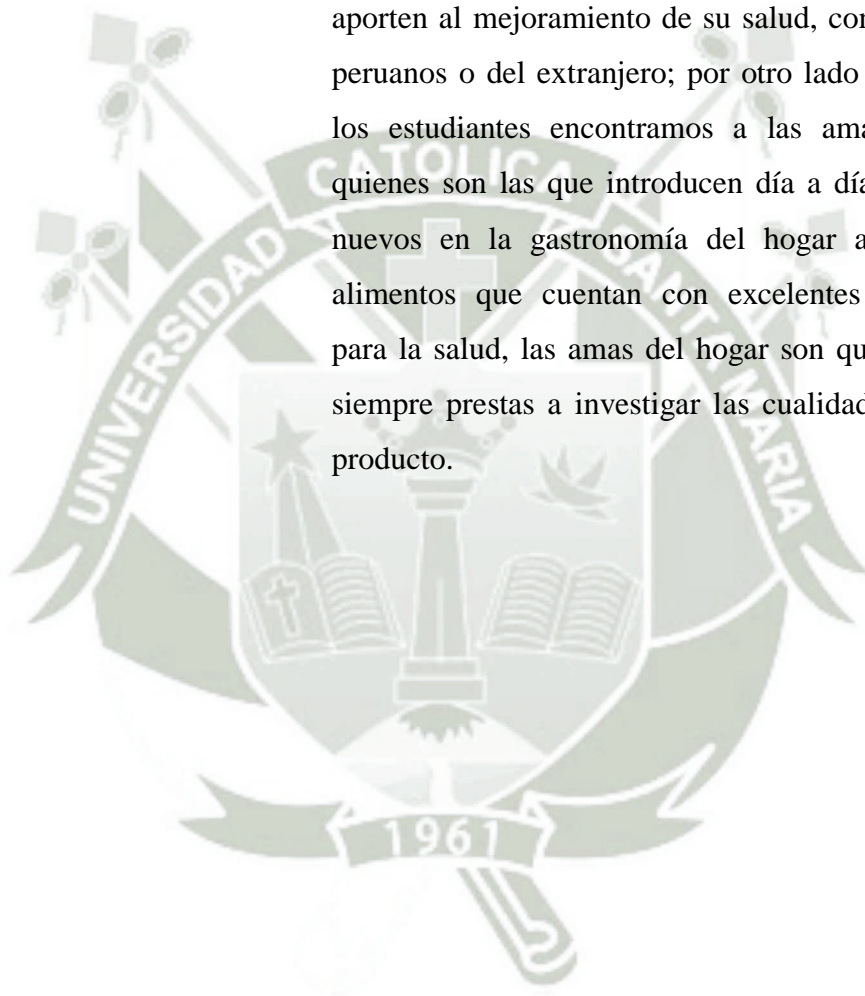 aporten al mejoramiento de su salud,
peruanos o del extranjero; por otro lado
los estudiantes encontramos a las ama
quienes son las que introducen día a día
nuevos en la gastronomía del hogar a
alimentos que cuentan con excelentes
para la salud, las amas del hogar son qu
siempre prestas a investigar las cualidad
producto.
UNIVERSIDAD CATOLICA SANTA MARIA
1961